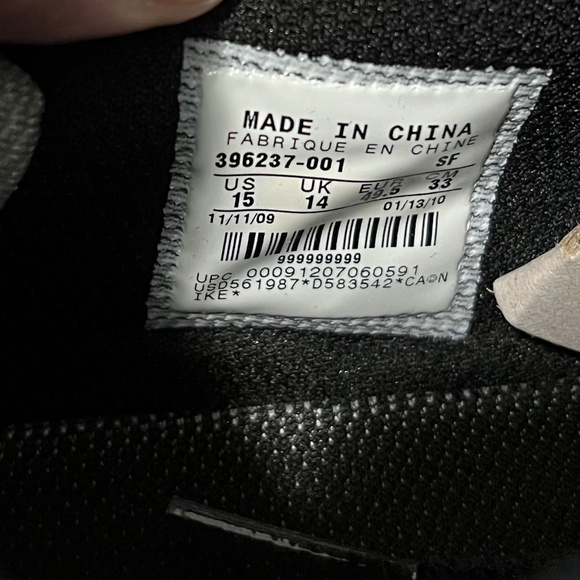 MADE IN CHINA
FABRIQUE EN CHINE
396237-001 SF
US UK EUR CM
15 14 49.5 33
11/11/09 01/13/10
999999999
UPC 00091207060591
USD561987*D583542*CA©N
IKE*